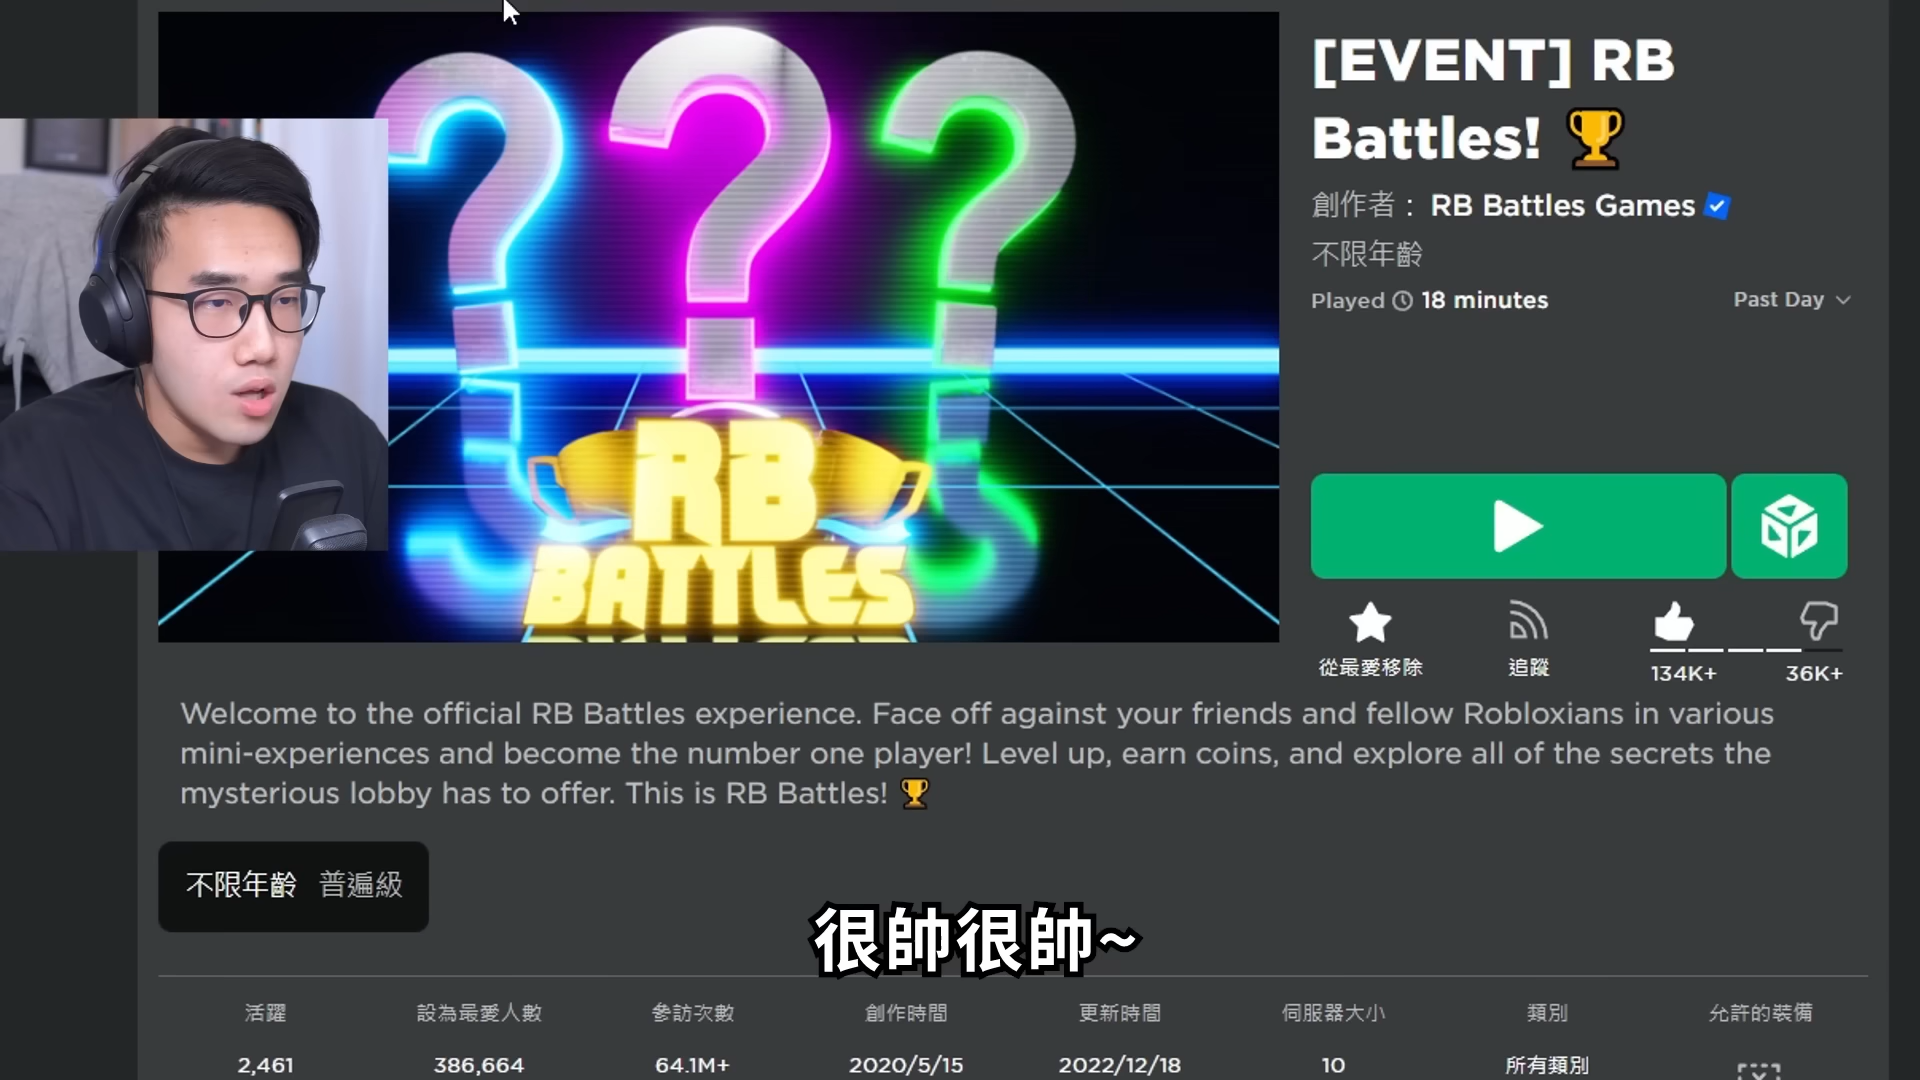 [EVENT] RB
Battles! 🏆
創作者： RB Battles Games
不限年齡
Played 18 minutes
Past Day
RB
BATTLES
從最愛移除
追蹤
134K+
36K+
Welcome to the official RB Battles experience. Face off against your friends and fellow Robloxians in various
mini-experiences and become the number one player! Level up, earn coins, and explore all of the secrets the
mysterious lobby has to offer. This is RB Battles! 🏆
不限年齡 普遍級
很帥很帥~
活躍 設為最愛人數 參訪次數 創作時間 更新時間 伺服器大小 類別 允許的裝備
2,461 386,664 64.1M+ 2020/5/15 2022/12/18 10 所有類別